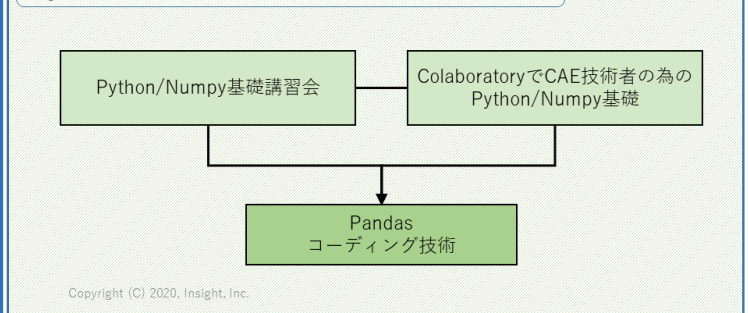 Python/Numpy基礎講習会
ColaboratoryでCAE技術者の為の
Python/Numpy基礎
Pandas
コーディング技術
Copyright (C) 2020, Insight, Inc.